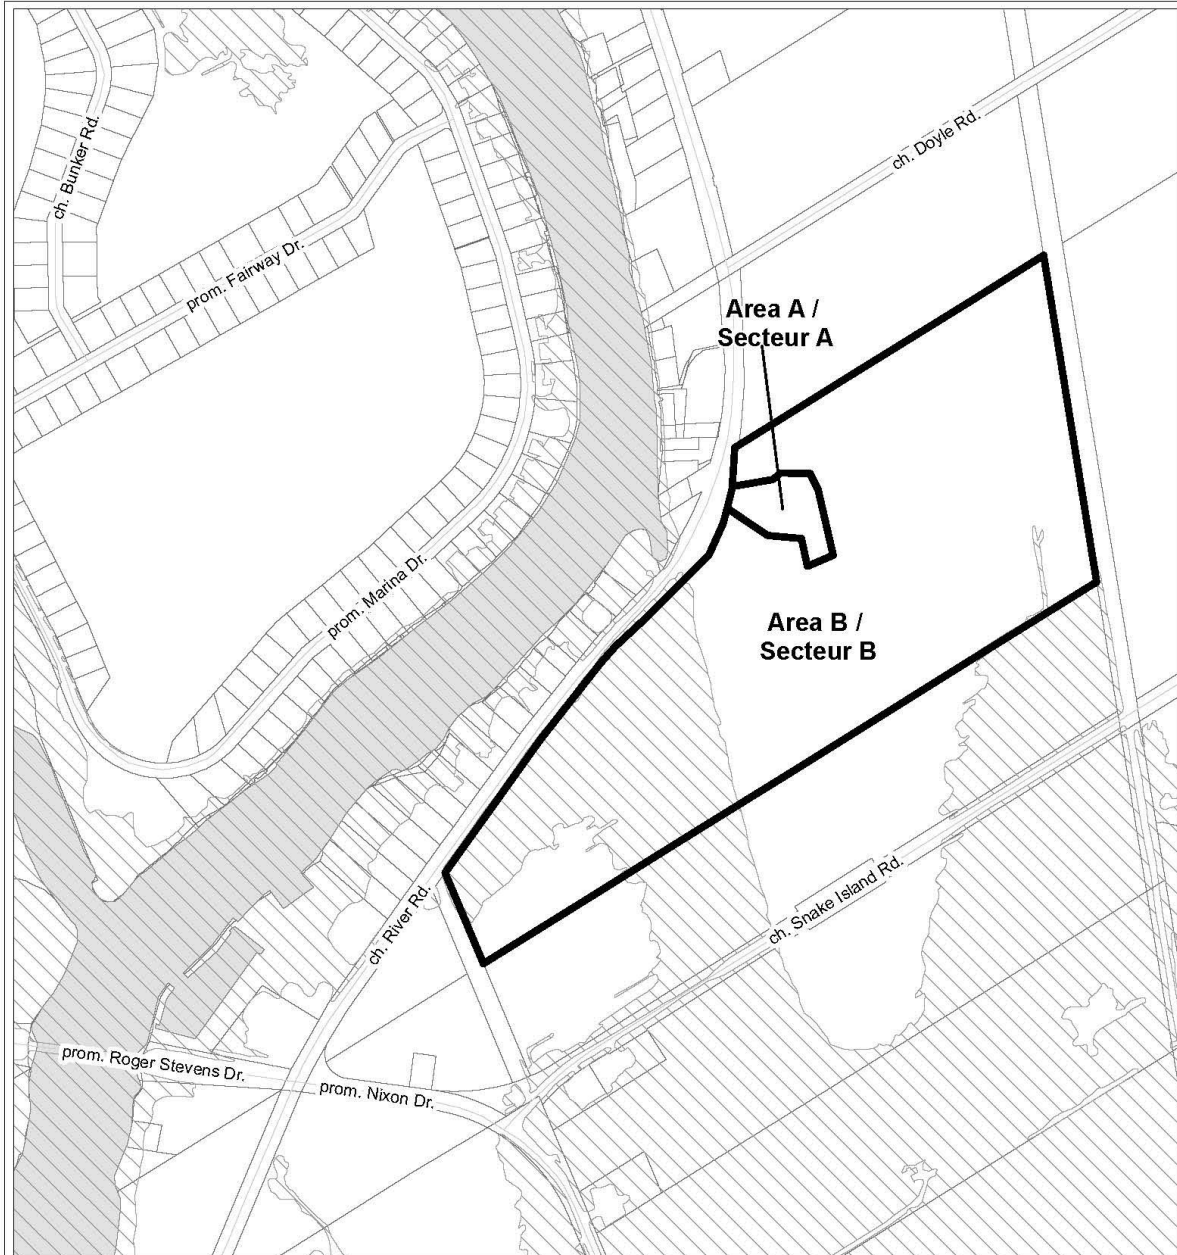 ch. Bunker Rd.
ch. Doyle Rd.
prom. Fairway Dr.
Area A /
Secteur A
prom. Marina Dr.
Area B /
Secteur B
ch. River Rd.
ch. Snake Island Rd.
prom. Roger Stevens Dr.
prom. Nixon Dr.